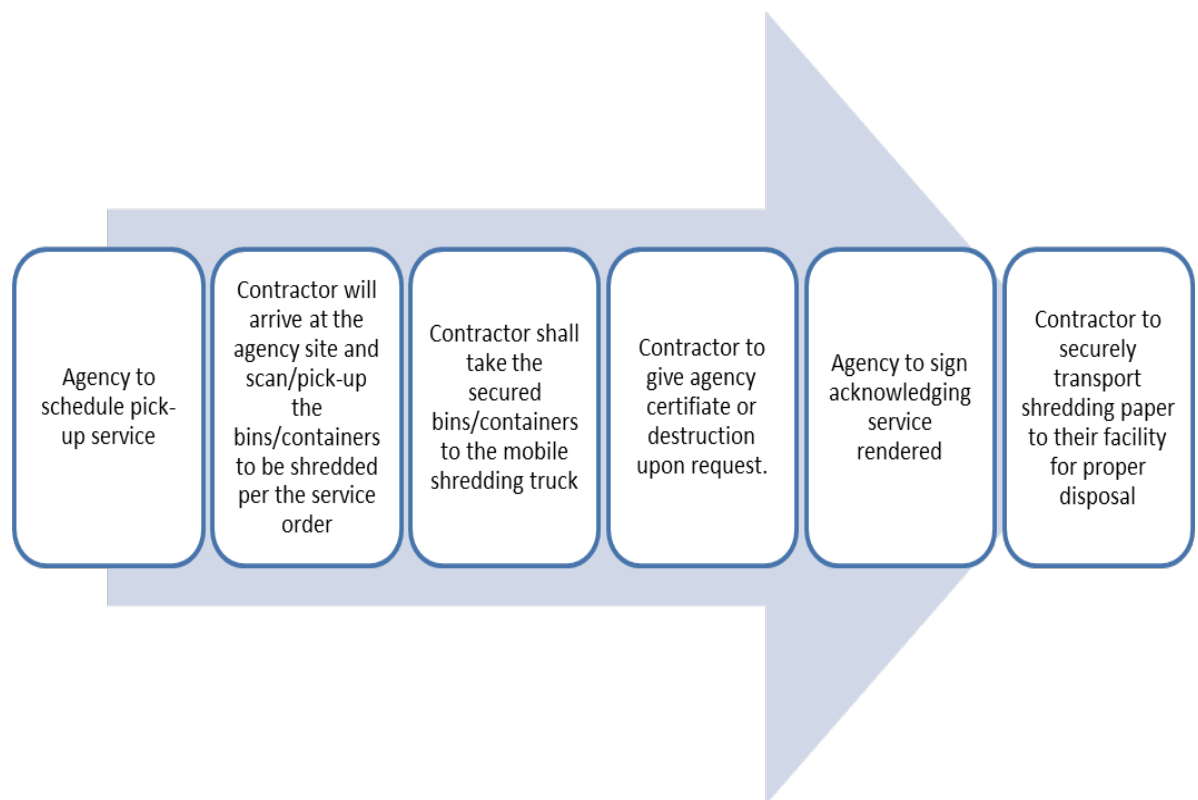 Agency to
schedule pick-
up service
Contractor will
arrive at the
agency site and
scan/pick-up
the
bins/containers
to be shredded
per the service
order
Contractor shall
take the
secured
bins/containers
to the mobile
shredding truck
Contractor to
give agency
certifiate or
destruction
upon request.
Agency to sign
acknowledging
service
rendered
Contractor to
securely
transport
shredding paper
to their facility
for proper
disposal